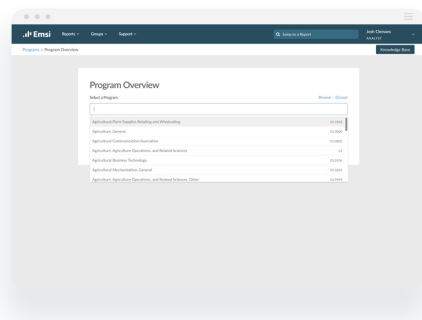 Emsi
Reports
Groups
Support
Jump to a Report
Josh Clemons
ANALYST
Programs > Program Overview
Knowledge Base
Program Overview
Select a Program
Browse
Groups
Agricultural/Farm Supplies Retailing and Wholesaling
Agriculture, General
Agricultural Communication/Journalism
Agriculture, Agriculture Operations, and Related Sciences
Agricultural Business Technology
Agricultural Mechanization, General
Agriculture, Agriculture Operations, and Related Sciences, Other